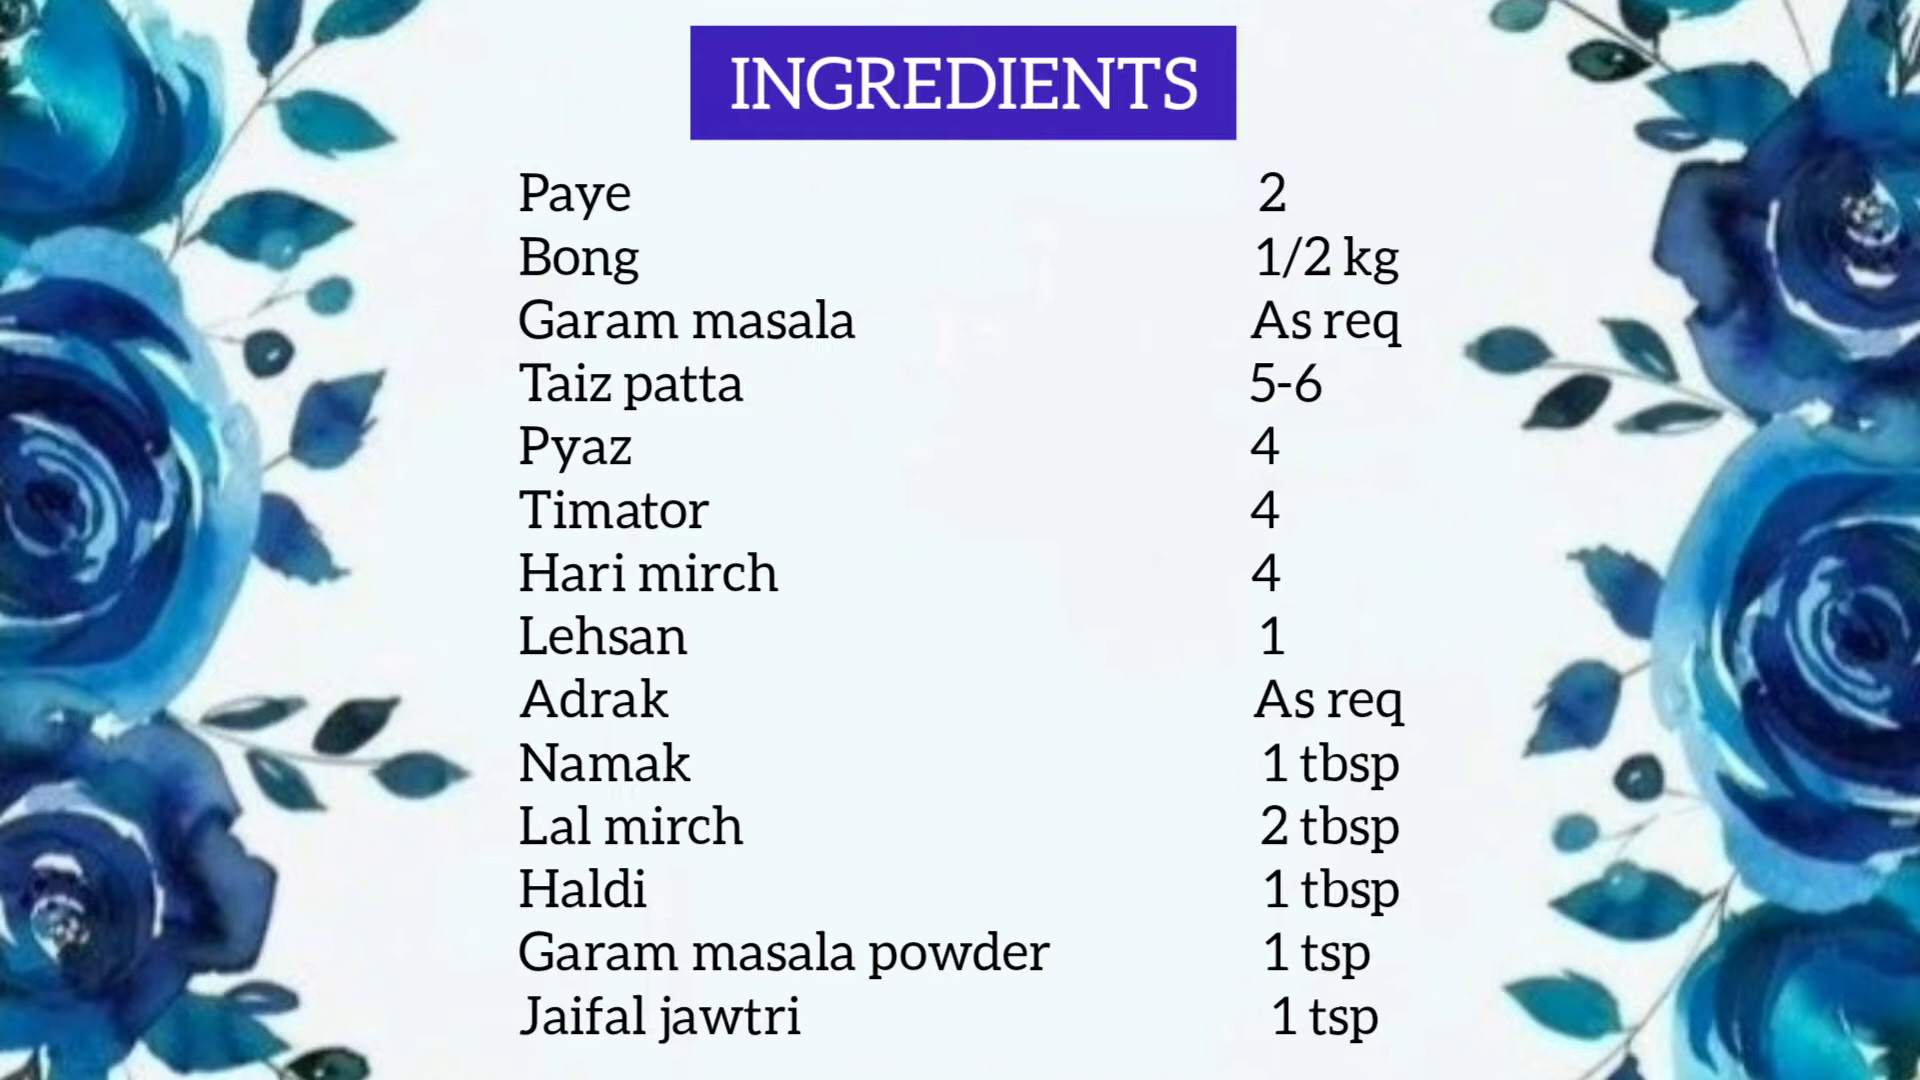 INGREDIENTS
Paye 2
Bong 1/2 kg
Garam masala As req
Taiz patta 5-6
Pyaz 4
Timator 4
Hari mirch 4
Lehsan 1
Adrak As req
Namak 1 tbsp
Lal mirch 2 tbsp
Haldi 1 tbsp
Garam masala powder 1 tsp
Jaifal jawtri 1 tsp